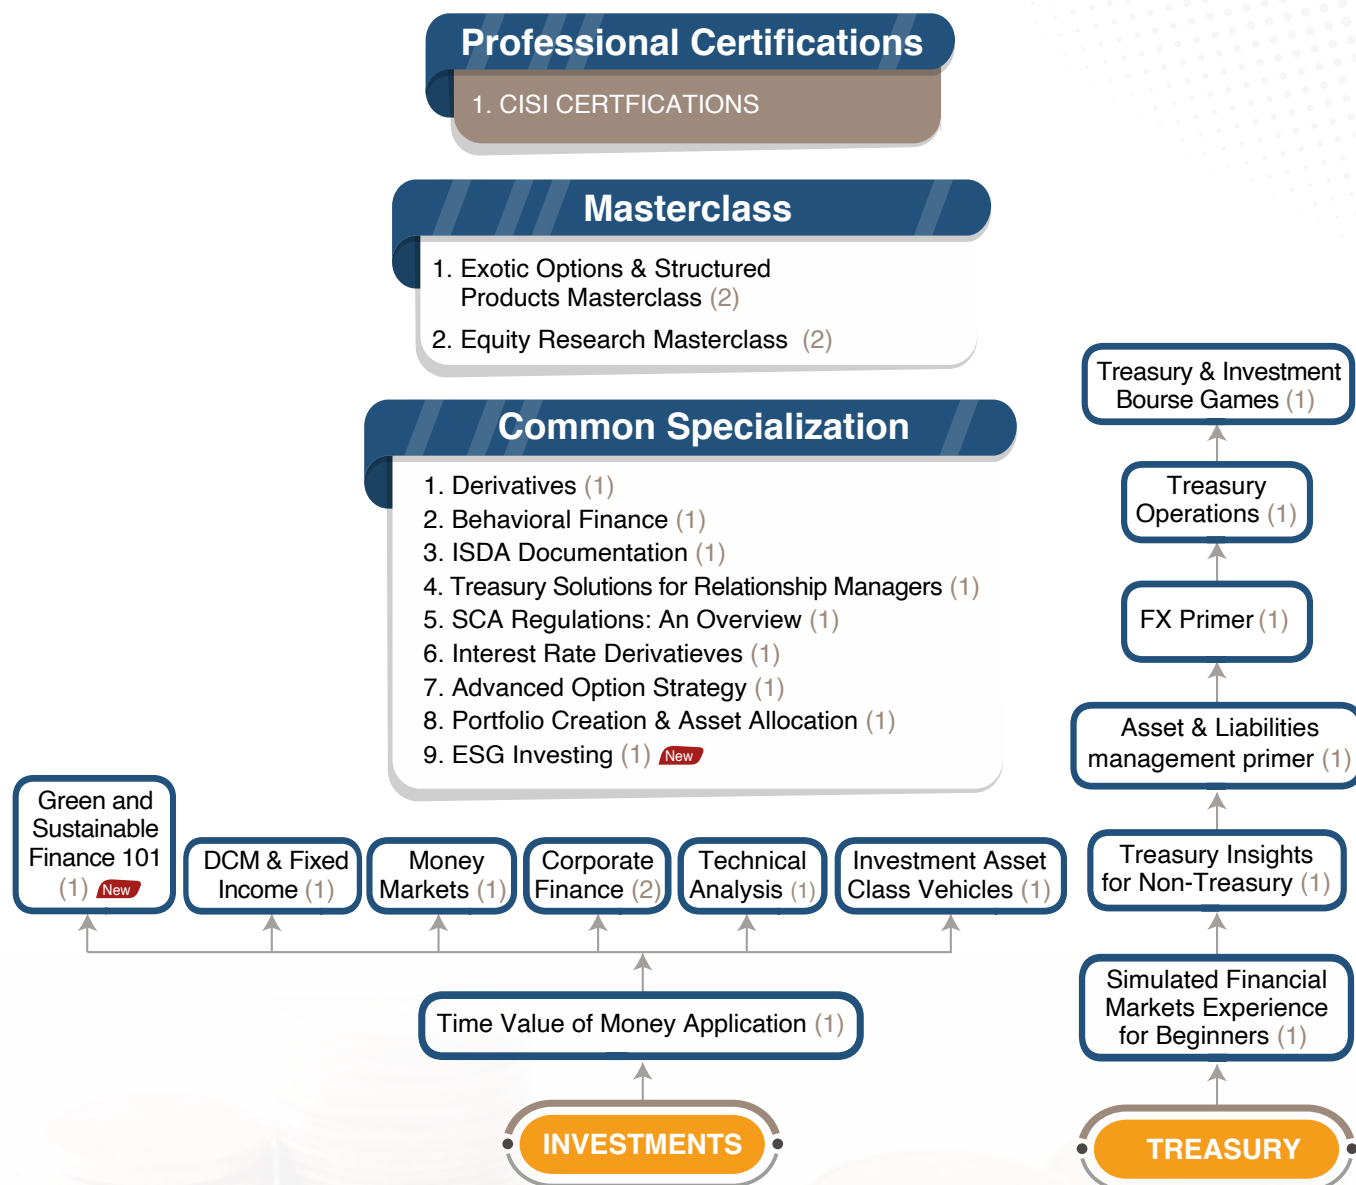 Professional Certifications
1. CISI CERTFICATIONS
Masterclass
1. Exotic Options & Structured
Products Masterclass (2)
2. Equity Research Masterclass (2)
Common Specialization
1. Derivatives (1)
2. Behavioral Finance (1)
3. ISDA Documentation (1)
4. Treasury Solutions for Relationship Managers (1)
5. SCA Regulations: An Overview (1)
6. Interest Rate Derivatieves (1)
7. Advanced Option Strategy (1)
8. Portfolio Creation & Asset Allocation (1)
9. ESG Investing (1) New
Green and
Sustainable
Finance 101
(1) New
DCM & Fixed
Income (1)
Money
Markets (1)
Corporate
Finance (2)
Technical
Analysis (1)
Investment Asset
Class Vehicles (1)
Time Value of Money Application (1)
INVESTMENTS
Treasury & Investment
Bourse Games (1)
Treasury
Operations (1)
FX Primer (1)
Asset & Liabilities
management primer (1)
Treasury Insights
for Non-Treasury (1)
Simulated Financial
Markets Experience
for Beginners (1)
TREASURY